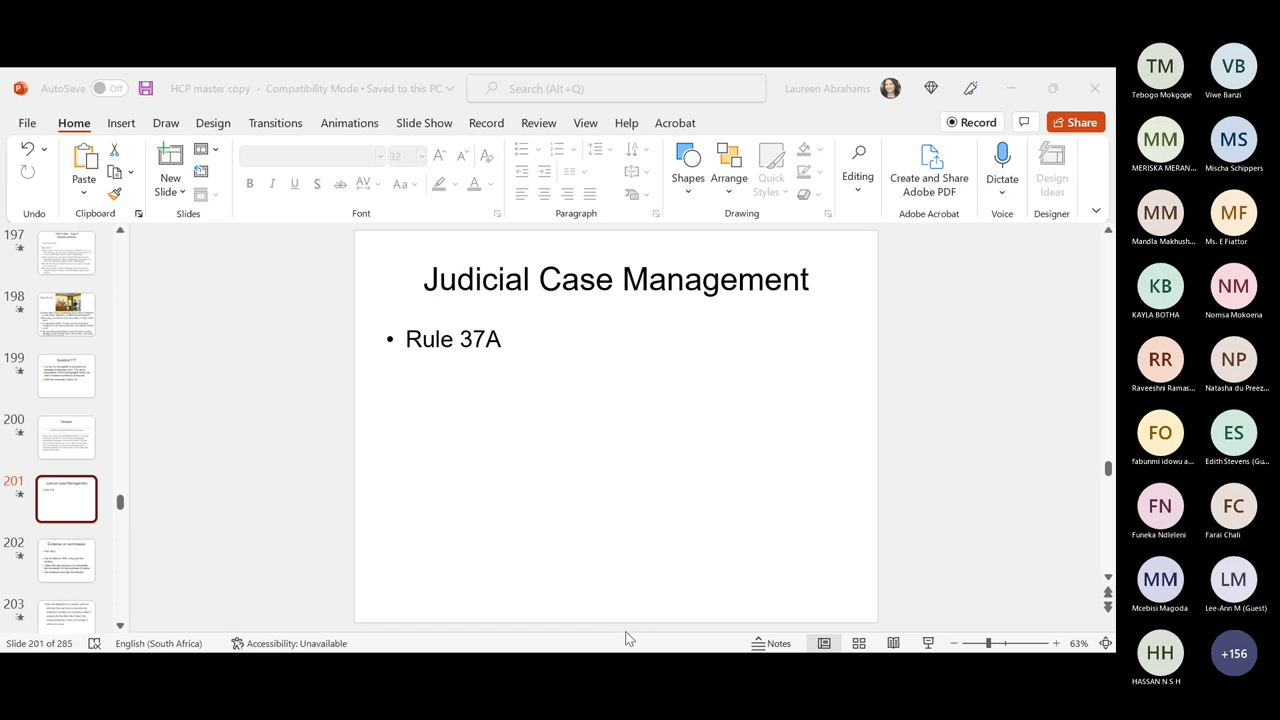 AutoSave Off HCP master copy - Compatibility Mode • Saved to this PC Search (Alt+Q) Laureen Abrahams
File Home Insert Draw Design Transitions Animations Slide Show Record Review View Help Acrobat Record Share
32
Paste New Slide Shapes Arrange Quick Styles Editing Create and Share Adobe PDF Dictate Design Ideas
Undo Clipboard Slides Font Paragraph Drawing Adobe Acrobat Voice Designer
197
198
199
200
201
202
203
Judicial Case Management
• Rule 37A
Slide 201 of 285 English (South Africa) Accessibility: Unavailable Notes 63%
TM VB
Tebogo Mokgope Viwe Banzi
MM MS
MERISKA MERAN... Mischa Schippers
MM MF
Mandla Makhush... Ms. E Fiattor
KB NM
KAYLA BOTHA Nomsa Mokoena
RR NP
Raveeshni Ramas... Natasha du Preez...
FO ES
fabunmi idowu a... Edith Stevens (Gu...
FN FC
Funeka Ndleleni Farai Chali
MM LM
Mcebisi Magoda Lee-Ann M (Guest)
HH +156
HASSAN N S H